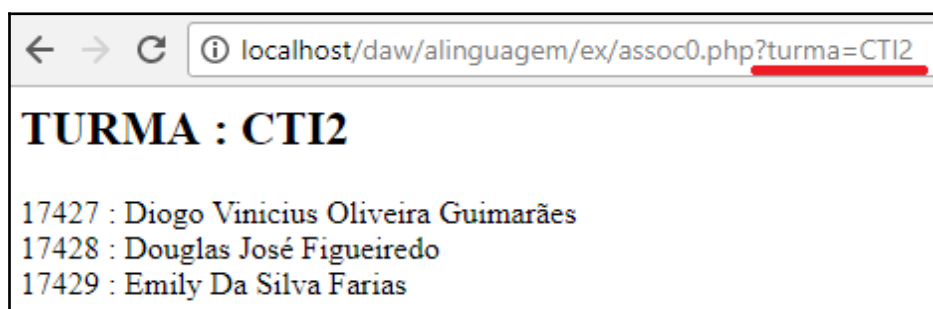 localhost/daw/alinguagem/ex/assoc0.php?turma=CTI2
TURMA : CTI2
17427 : Diogo Vinicius Oliveira Guimarães
17428 : Douglas José Figueiredo
17429 : Emily Da Silva Farias